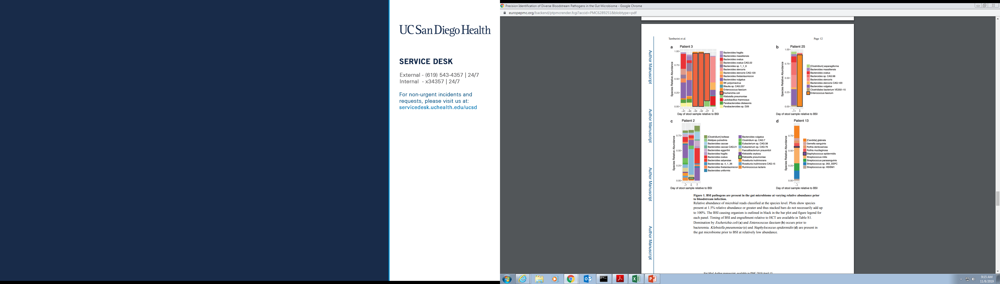 UC San Diego Health
SERVICE DESK
External - (619) 543-4357 | 24/7
Internal - x34357 | 24/7
For non-urgent incidents and
requests, please visit us at:
servicedesk.uchealth.edu/ucsd
Precision Identification of Diverse Bloodstream Pathogens in the Gut Microbiome - Google Chrome
europepmc.org/backend/ptpmcrender.fcgi?accid=PMC6289251&blobtype=pdf
Tamburini et al.
Page 12
Author Manuscript
Author Manuscript
Author Manuscript
Author Manuscript
a Patient 3
Species Relative Abundance
1.00
0.75
0.50
0.25
0.00
-41 -40 -33 -32 -27 8
Day of stool sample relative to BSI
Bacteroides fragilis
Bacteroides massiliensis
Bacteroides ovatus
Bacteroides ovatus CAG:22
Bacteroides sp. 1_1_6
Bacteroides stercoris
Bacteroides stercoris CAG:120
Bacteroides thetaiotaomicron
Bacteroides vulgatus
BK polyomavirus
Blautia sp. CAG:257
Enterococcus faecium
Escherichia coli
Klebsiella pneumoniae
Lactobacillus rhamnosus
Parabacteroides distasonis
Parabacteroides sp. D26
b Patient 25
Species Relative Abundance
1.00
0.75
0.50
0.25
0.00
-11 3
Day of stool sample relative to BSI
[Clostridium] asparagiforme
Bacteroides massiliensis
Bacteroides ovatus
Bacteroides sp. CAG:98
Bacteroides stercoris
Bacteroides stercoris CAG:120
Bacteroides vulgatus
Clostridiales bacterium VE202-15
Enterococcus faecium
c Patient 2
Species Relative Abundance
0.75
0.50
0.25
0.00
-7 0 7
Day of stool sample relative to BSI
[Clostridium] bolteae
Alistipes putredinis
Bacteroides caccae
Bacteroides caccae CAG:21
Bacteroides eggerthii
Bacteroides fragilis
Bacteroides ovatus
Bacteroides salyersiae
Bacteroides sp. 4_1_36
Bacteroides thetaiotaomicron
Bacteroides uniformis
Bacteroides vulgatus
Clostridium sp. CAG:7
Eubacterium sp. CAG:38
Eubacterium sp. CAG:76
Faecalibacterium prausnitzii
Klebsiella oxytoca
Klebsiella pneumoniae
Roseburia inulinivorans
Roseburia inulinivorans CAG:15
Ruminococcus lactaris
d Patient 13
Species Relative Abundance
0.75
0.50
0.25
0.00
-1
Day of stool sample relative to BSI
[Candida] glabrata
Gemella sanguinis
Rothia dentocariosa
Rothia mucilaginosa
Staphylococcus epidermidis
Streptococcus mitis
Streptococcus parasanguinis
Streptococcus sp. 263_SSPC
Streptococcus sp. HSISM1
Figure 1. BSI pathogens are present in the gut microbiome at varying relative abundance prior
to bloodstream infection.
Relative abundance of microbial reads classified at the species level. Plots show species
present at 1.5% relative abundance or greater and thus stacked bars do not necessarily add up
to 100%. The BSI causing organism is outlined in black in the bar plot and figure legend for
each panel. Timing of BSI and engraftment relative to HCT are available in Table S1.
Domination by Escherichia coli (a) and Enterococcus faecium (b) occurs prior to
bacteremia. Klebsiella pneumoniae (c) and Staphylococcus epidermidis (d) are present in
the gut microbiome prior to BSI at relatively low abundance.
Nat Med. Author manuscript; available in PMC 2019 April 15.
9:15 AM
11/8/2019